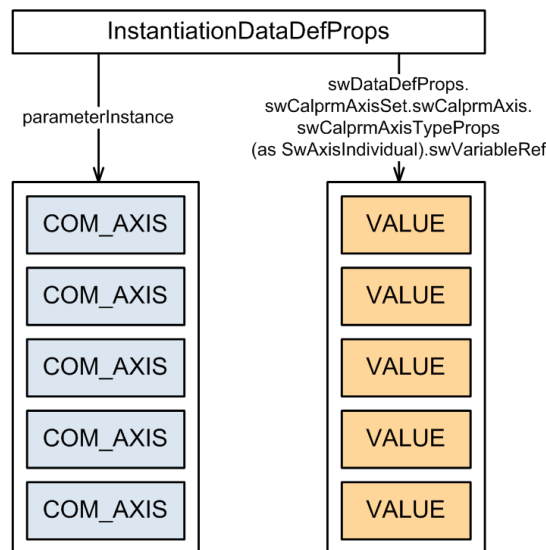 InstantiationDataDefProps
parameterInstance
swDataDefProps.
swCalprmAxisSet.swCalprmAxis.
swCalprmAxisTypeProps
(as SwAxisIndividual).swVariableRef
COM_AXIS
COM_AXIS
COM_AXIS
COM_AXIS
COM_AXIS
VALUE
VALUE
VALUE
VALUE
VALUE